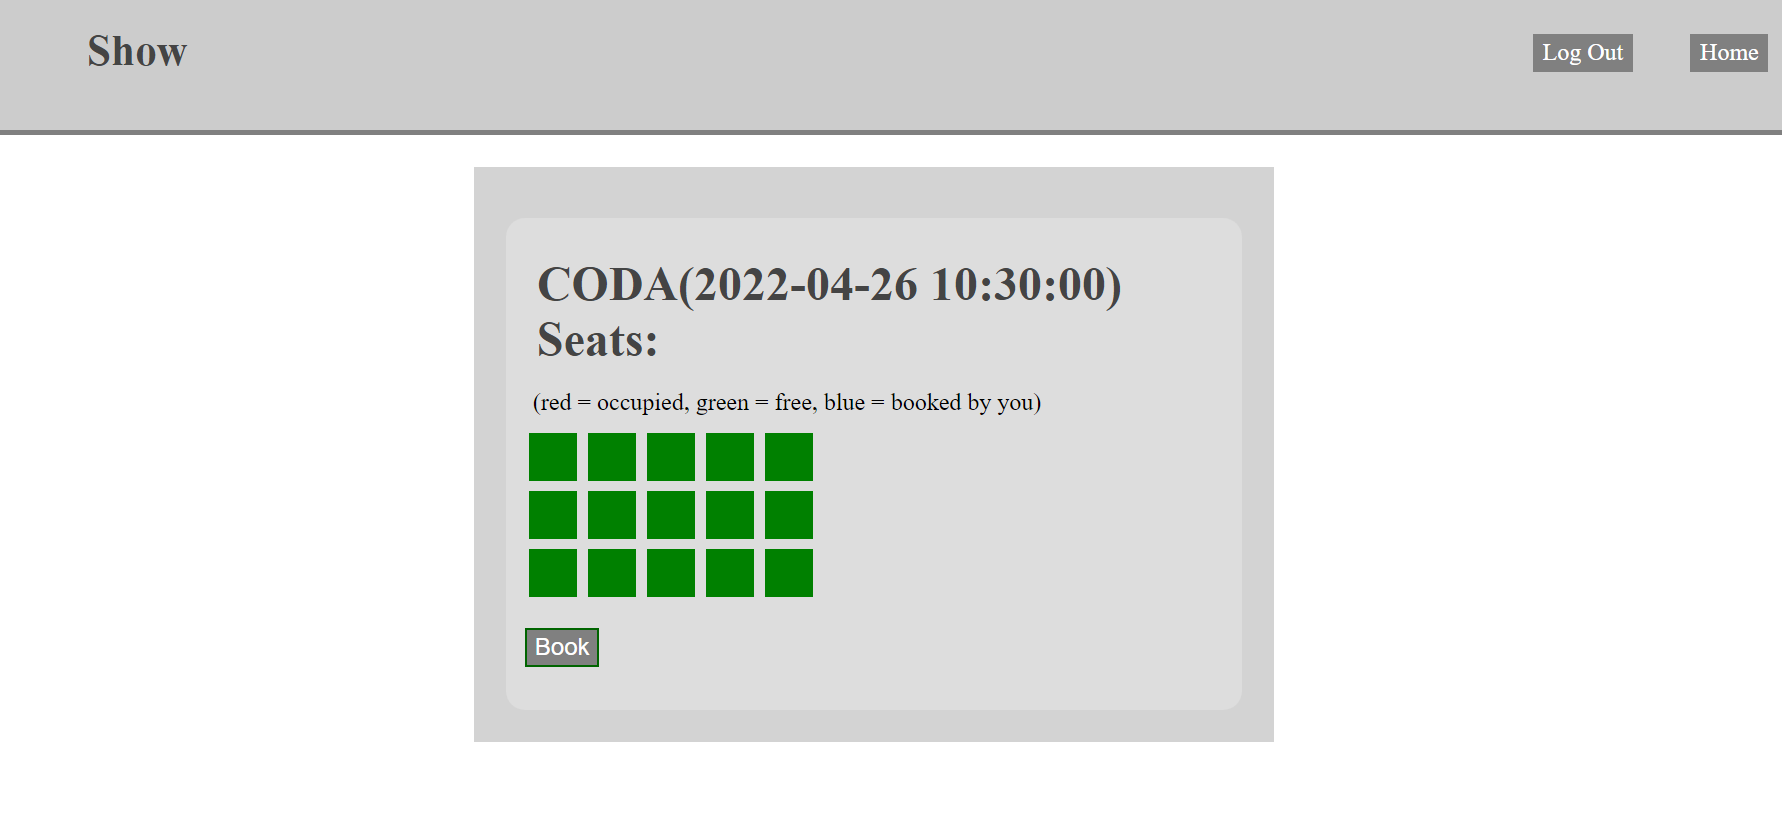 Show
Log Out
Home
CODA(2022-04-26 10:30:00)
Seats:
(red = occupied, green = free, blue = booked by you)
Book